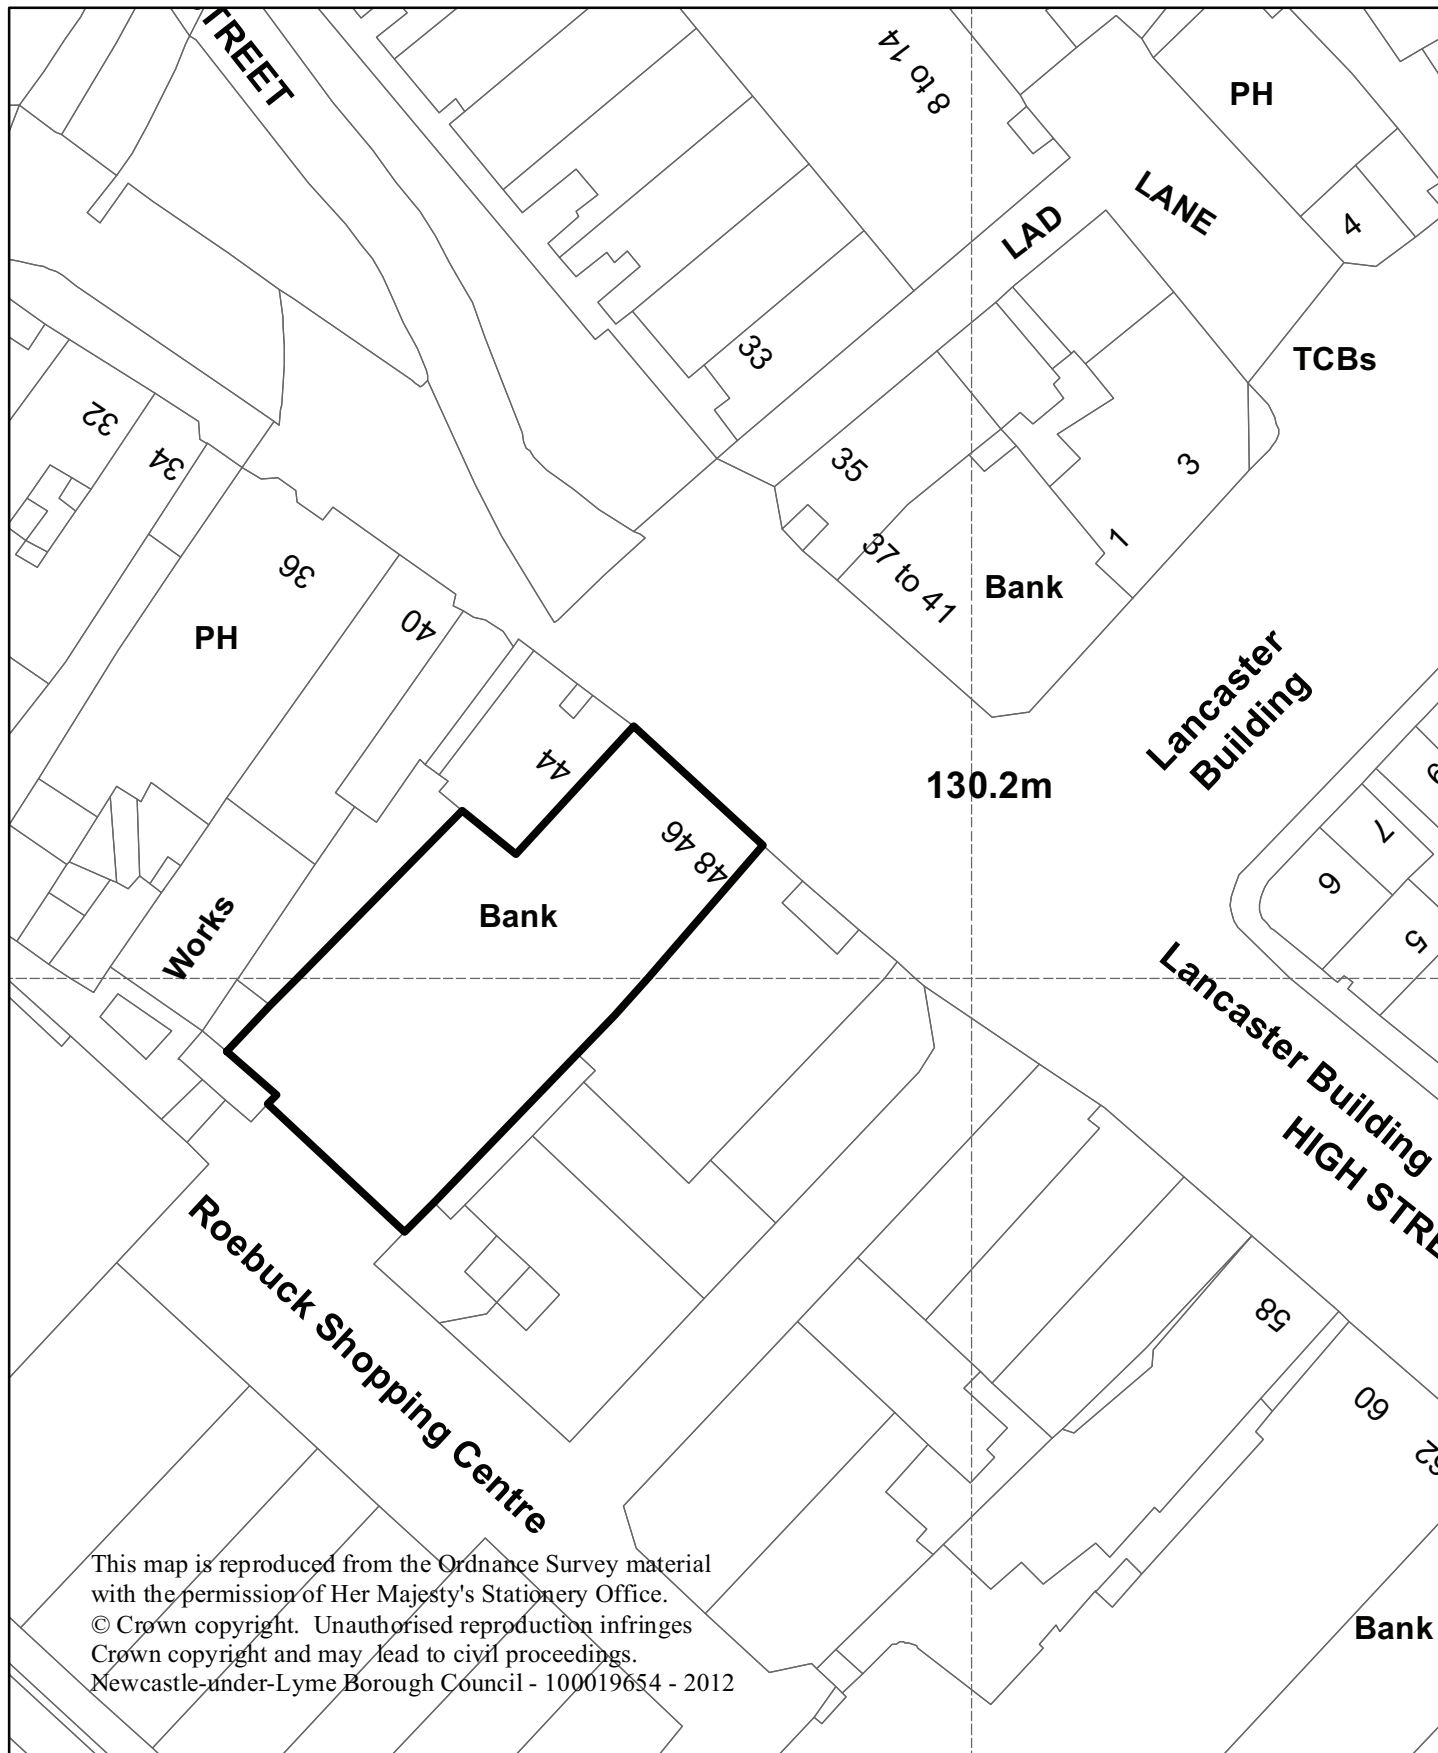 TREET
8 to 14
PH
LAD
LANE
4
TCBs
33
32
34
35
3
1
36
37 to 41
Bank
PH
40
Lancaster
Building
44
130.2m
48 46
7
6
5
Bank
Works
Lancaster Building
HIGH STRE
Roebuck Shopping Centre
58
60
62
Bank
This map is reproduced from the Ordnance Survey material
with the permission of Her Majesty's Stationery Office.
© Crown copyright. Unauthorised reproduction infringes
Crown copyright and may lead to civil proceedings.
Newcastle-under-Lyme Borough Council - 100019654 - 2012